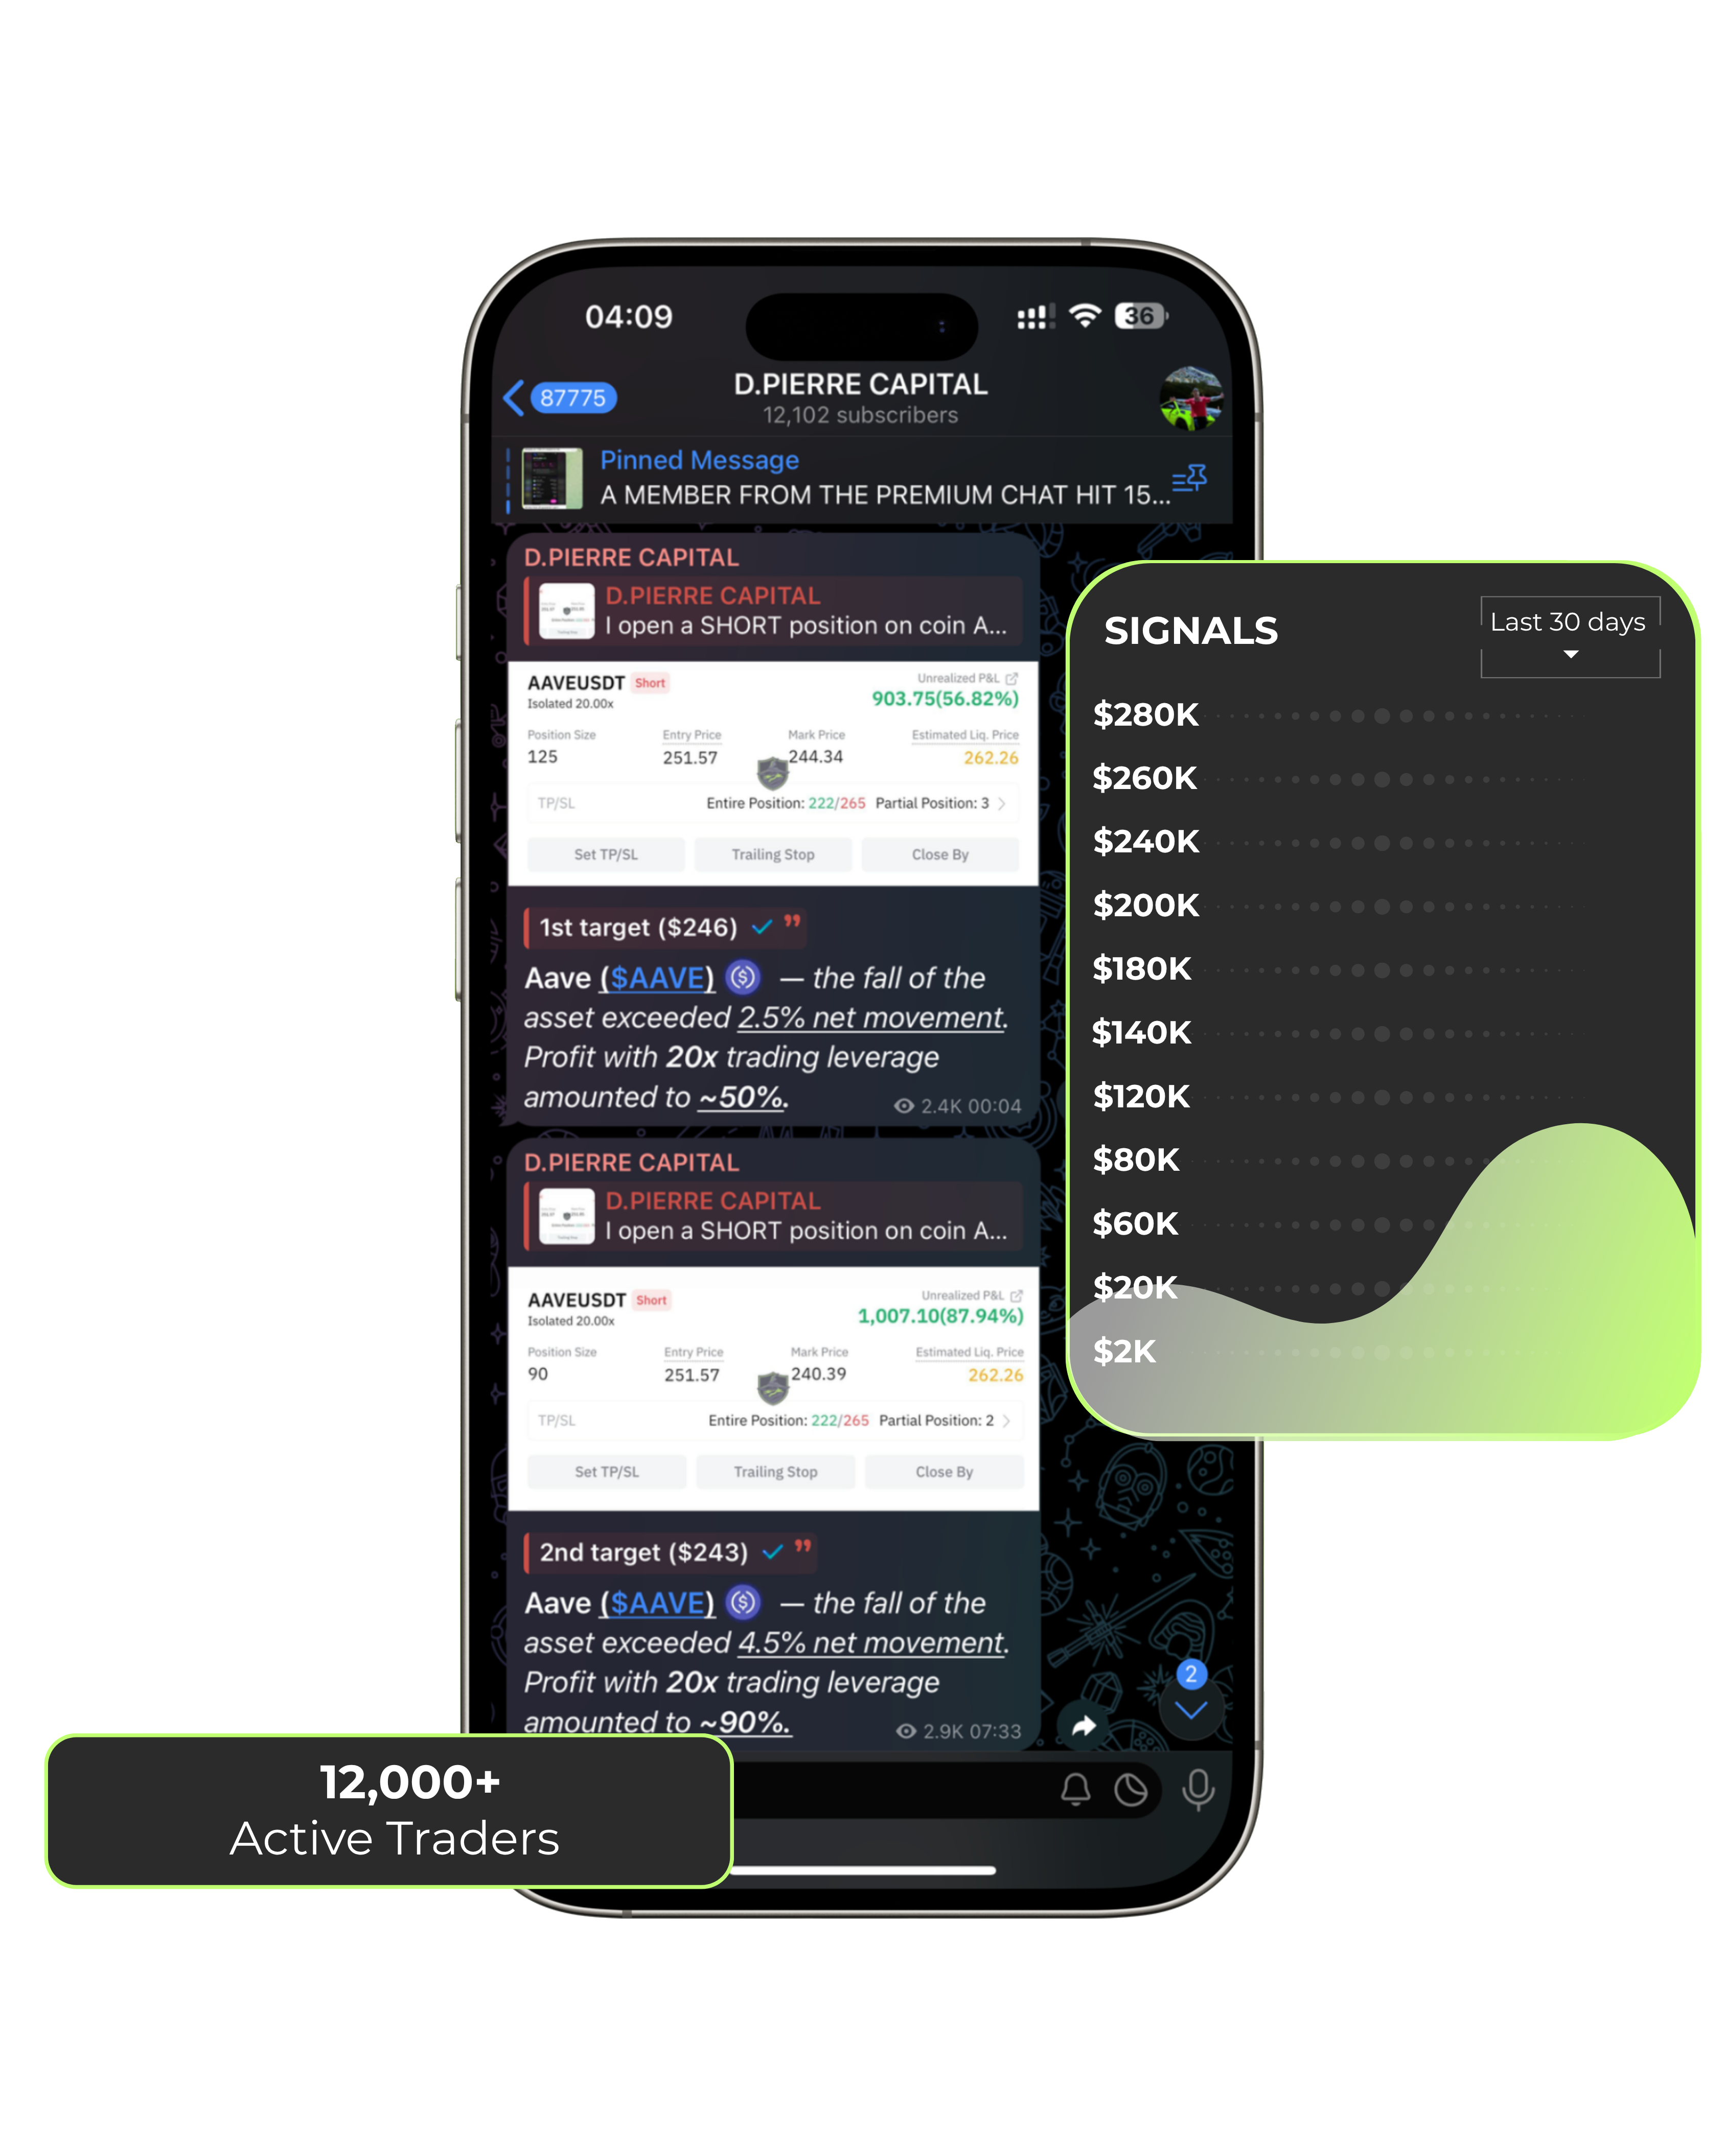 04:09
36
87775
D.PIERRE CAPITAL
12,102 subscribers
Pinned Message
A MEMBER FROM THE PREMIUM CHAT HIT 15...
D.PIERRE CAPITAL
D.PIERRE CAPITAL
I open a SHORT position on coin A...
AAVEUSDT Short
Isolated 20.00x
Unrealized P&L
903.75(56.82%)
Position Size Entry Price Mark Price Estimated Liq. Price
125 251.57 244.34 262.26
TP/SL Entire Position: 222/265 Partial Position: 3
Set TP/SL Trailing Stop Close By
1st target ($246) ✓ ”
Aave ($AAVE) — the fall of the
asset exceeded 2.5% net movement.
Profit with 20x trading leverage
amounted to ~50%.
2.4K 00:04
D.PIERRE CAPITAL
D.PIERRE CAPITAL
I open a SHORT position on coin A...
AAVEUSDT Short
Isolated 20.00x
Unrealized P&L
1,007.10(87.94%)
Position Size Entry Price Mark Price Estimated Liq. Price
90 251.57 240.39 262.26
TP/SL Entire Position: 222/265 Partial Position: 2
Set TP/SL Trailing Stop Close By
2nd target ($243) ✓ ”
Aave ($AAVE) — the fall of the
asset exceeded 4.5% net movement.
Profit with 20x trading leverage
amounted to ~90%.
2.9K 07:33
2
SIGNALS
Last 30 days
$280K
$260K
$240K
$200K
$180K
$140K
$120K
$80K
$60K
$20K
$2K
12,000+
Active Traders